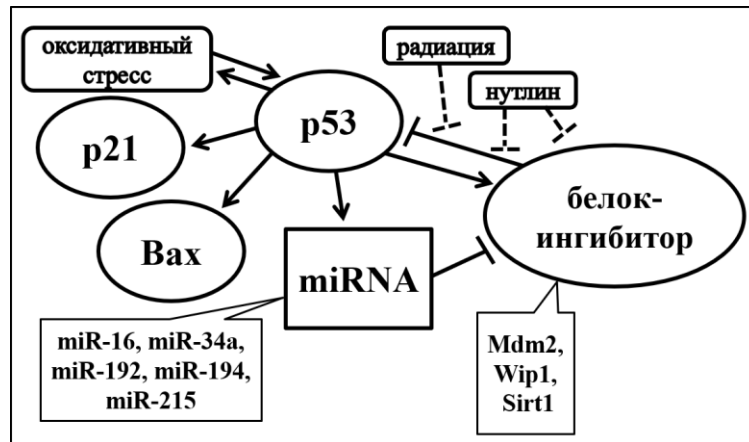 оксидативный
стресс
радиация
нутлин
p53
p21
белок-
ингибитор
Bax
miRNA
miR-16, miR-34a,
miR-192, miR-194,
miR-215
Mdm2,
Wip1,
Sirt1